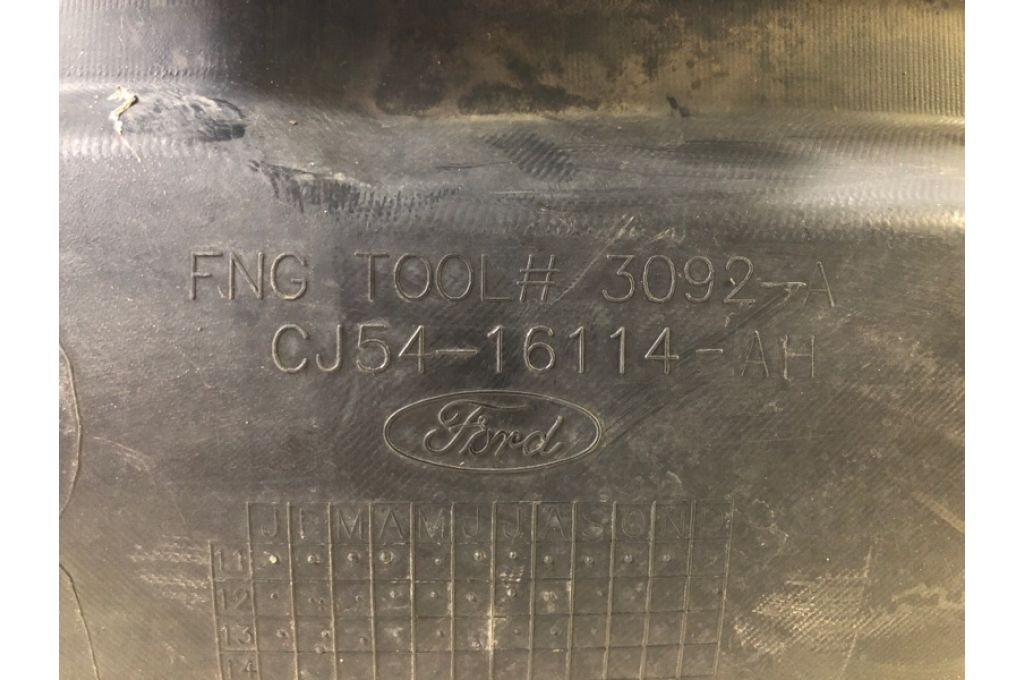 FNG TOOL# 3092-A
CJ54-16114-AH
Ford
J F M A M J J A S O N D
11
12
13
14